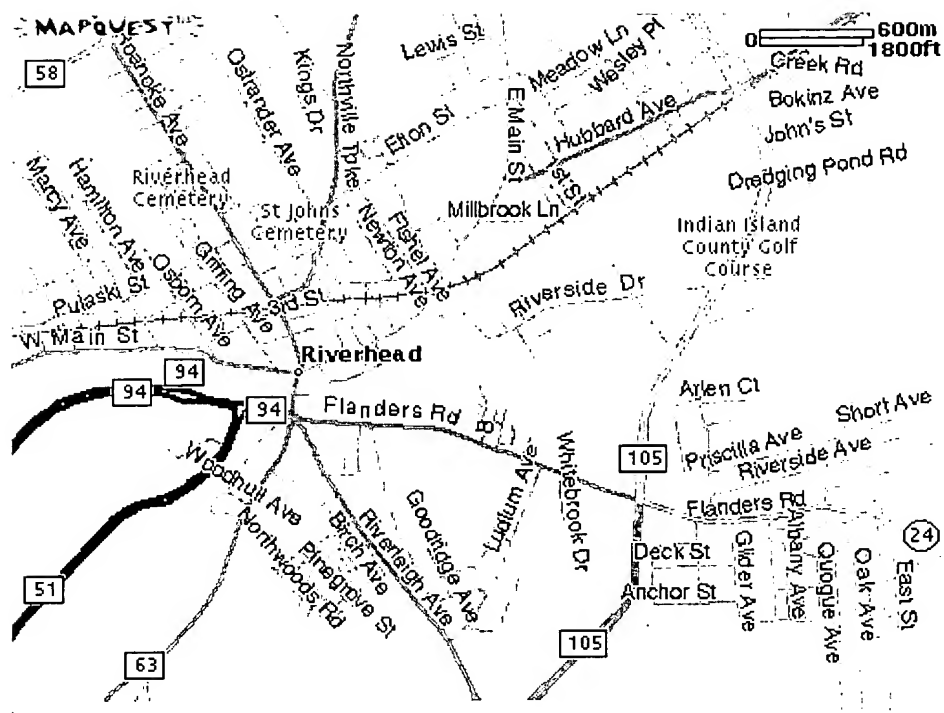 MAPQUEST
0 600m
1800ft
58
Roanoke Ave
Ostrander Ave
Kings Dr
Northville Tpke
Lewis St
Elton St
E Main St
Meadow Ln
Wesley Pl
Hubbard Ave
Creek Rd
Bokinz Ave
John's St
Dredging Pond Rd
Marcy Ave
Hamilton Ave
Riverhead
Cemetery
St Johns
Cemetery
Newton Ave
Fishel Ave
Millbrook Ln
Indian Island
County Golf
Course
Pulaski St
Osborn Ave
Griffing Ave
3rd St
Riverside Dr
W Main St
Riverhead
94
94
94
Flanders Rd
Arlen Ct
Short Ave
Priscilla Ave
Riverside Ave
105
Woodhull Ave
Northwoods Rd
Pinegrove St
Birch Ave
Riverleigh Ave
Goodridge Ave
Ludlum Ave
Whitebrook Dr
Flanders Rd
24
Deck St
Anchor St
Gilder Ave
Albany Ave
Quogue Ave
Oak Ave
East St
51
63
105